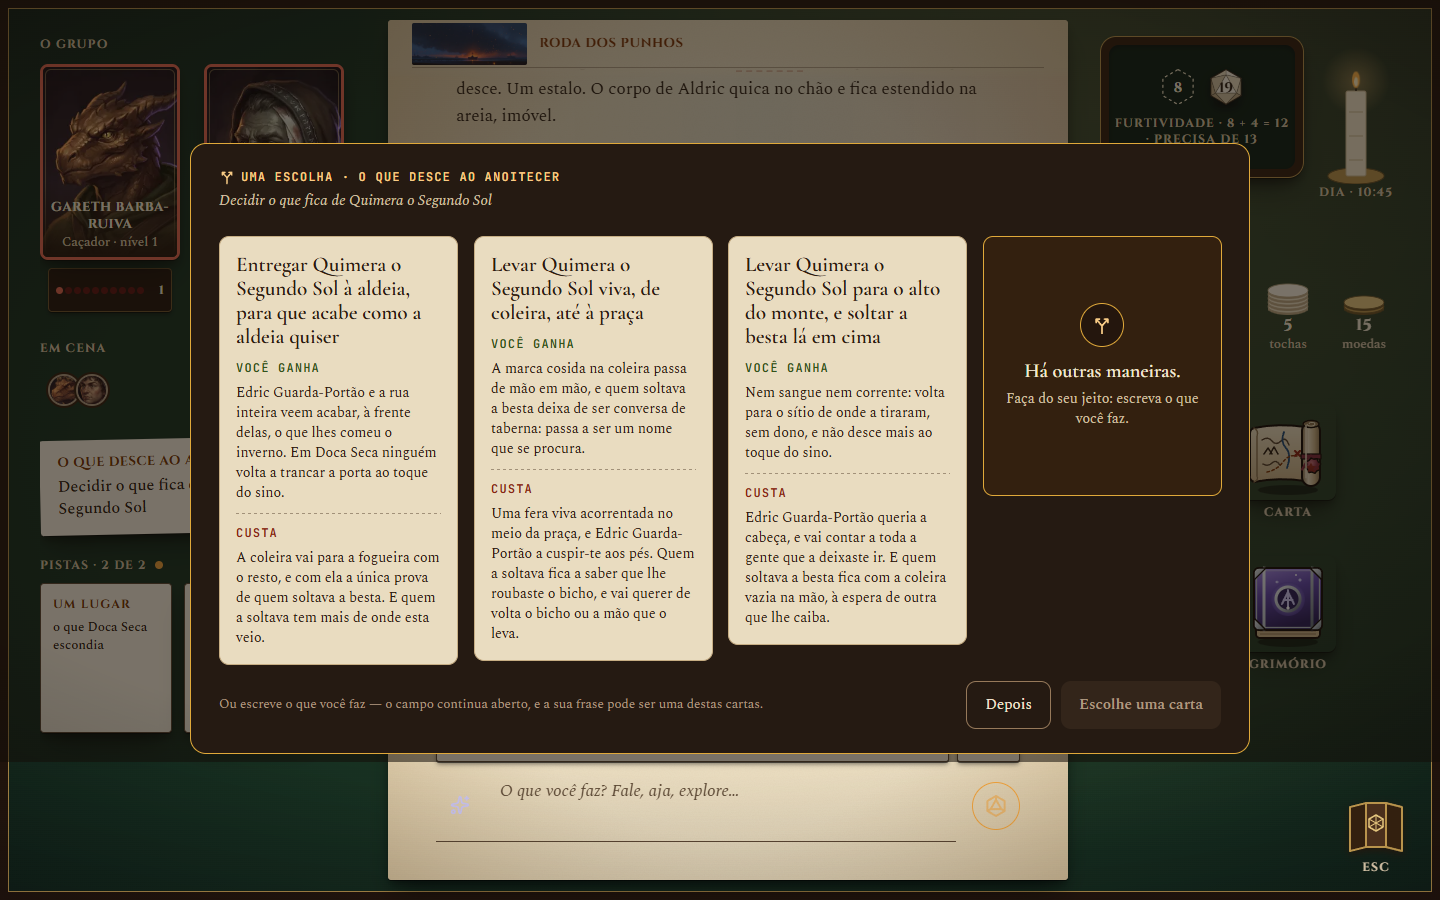 O GRUPO
GARETH BARBA-
RUIVA
Caçador · nível 1
1
EM CENA
O QUE DESCE AO A
Decidir o que fica
Segundo Sol
PISTAS · 2 DE 2
UM LUGAR
o que Doca Seca
escondia
RODA DOS PUNHOS
desce. Um estalo. O corpo de Aldric quica no chão e fica estendido na
areia, imóvel.
8
19
FURTIVIDADE · 8 + 4 = 12
· PRECISA DE 13
DIA · 10:45
5
tochas
15
moedas
CARTA
GRIMÓRIO
UMA ESCOLHA · O QUE DESCE AO ANOITECER
Decidir o que fica de Quimera o Segundo Sol
Entregar Quimera o
Segundo Sol à aldeia,
para que acabe como a
aldeia quiser
VOCÊ GANHA
Edric Guarda-Portão e a rua
inteira veem acabar, à frente
delas, o que lhes comeu o
inverno. Em Doca Seca ninguém
volta a trancar a porta ao toque
do sino.
CUSTA
A coleira vai para a fogueira com
o resto, e com ela a única prova
de quem soltava a besta. E quem
a soltava tem mais de onde esta
veio.
Levar Quimera o
Segundo Sol viva, de
coleira, até à praça
VOCÊ GANHA
A marca cosida na coleira passa
de mão em mão, e quem soltava
a besta deixa de ser conversa de
taberna: passa a ser um nome
que se procura.
CUSTA
Uma fera viva acorrentada no
meio da praça, e Edric Guarda-
Portão a cuspir-te aos pés. Quem
a soltava fica a saber que lhe
roubaste o bicho, e vai querer de
volta o bicho ou a mão que o
leva.
Levar Quimera o
Segundo Sol para o alto
do monte, e soltar a
besta lá em cima
VOCÊ GANHA
Nem sangue nem corrente: volta
para o sítio de onde a tiraram,
sem dono, e não desce mais ao
toque do sino.
CUSTA
Edric Guarda-Portão queria a
cabeça, e vai contar a toda a
gente que a deixaste ir. E quem
soltava a besta fica com a coleira
vazia na mão, à espera de outra
que lhe caiba.
Há outras maneiras.
Faça do seu jeito: escreva o que
você faz.
Ou escreve o que você faz — o campo continua aberto, e a sua frase pode ser uma destas cartas.
Depois
Escolhe uma carta
O que você faz? Fale, aja, explore...
ESC